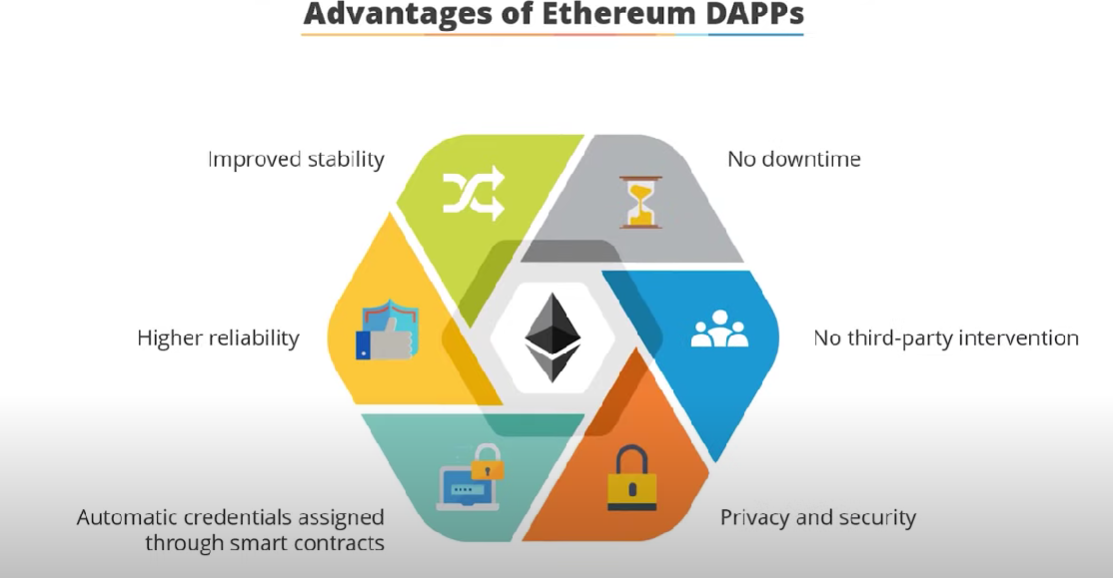 Advantages of Ethereum DAPPs
Improved stability
No downtime
Higher reliability
No third-party intervention
Automatic credentials assigned
through smart contracts
Privacy and security